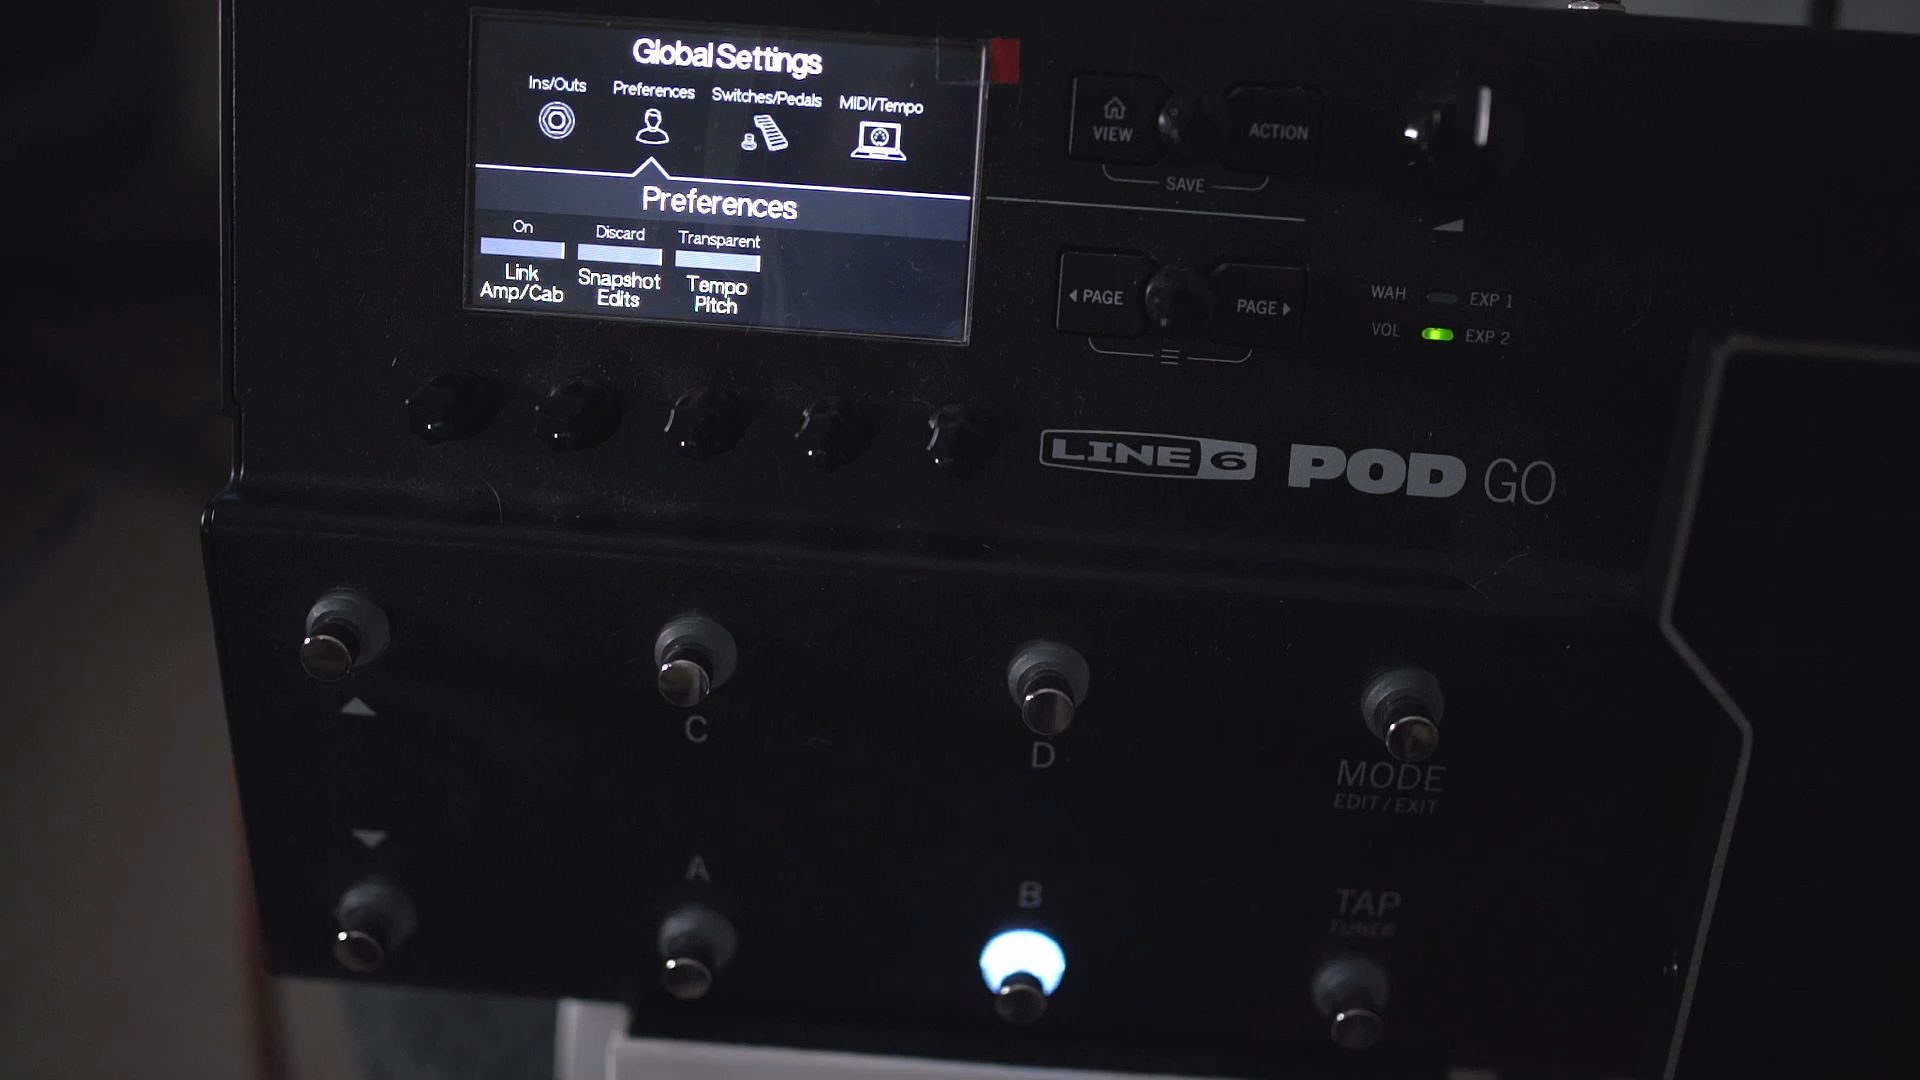 Global Settings
Ins/Outs Preferences Switches/Pedals MIDI/Tempo
Preferences
On Discard Transparent
Link Amp/Cab
Snapshot Edits
Tempo Pitch
VIEW ACTION
SAVE
PAGE PAGE
WAH EXP 1
VOL EXP 2
LINE 6 POD GO
C D
MODE
EDIT / EXIT
A B TAP
TUNER